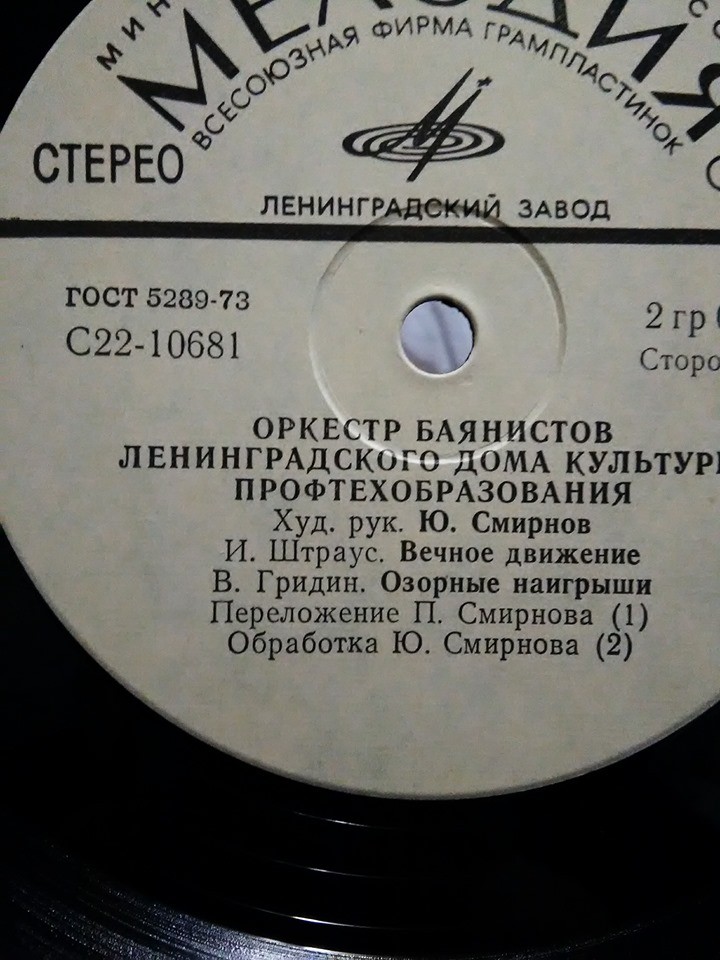 МЕЛОДИЯ
ВСЕСОЮЗНАЯ ФИРМА ГРАМПЛАСТИНОК
СТЕРЕО
ЛЕНИНГРАДСКИЙ ЗАВОД
ГОСТ 5289-73
С22-10681
2 гр
ОРКЕСТР БАЯНИСТОВ
ЛЕНИНГРАДСКОГО ДОМА КУЛЬТУРЫ
ПРОФТЕХОБРАЗОВАНИЯ
Худ. рук. Ю. Смирнов
И. Штраус. Вечное движение
В. Гридин. Озорные наигрыши
Переложение П. Смирнова (1)
Обработка Ю. Смирнова (2)